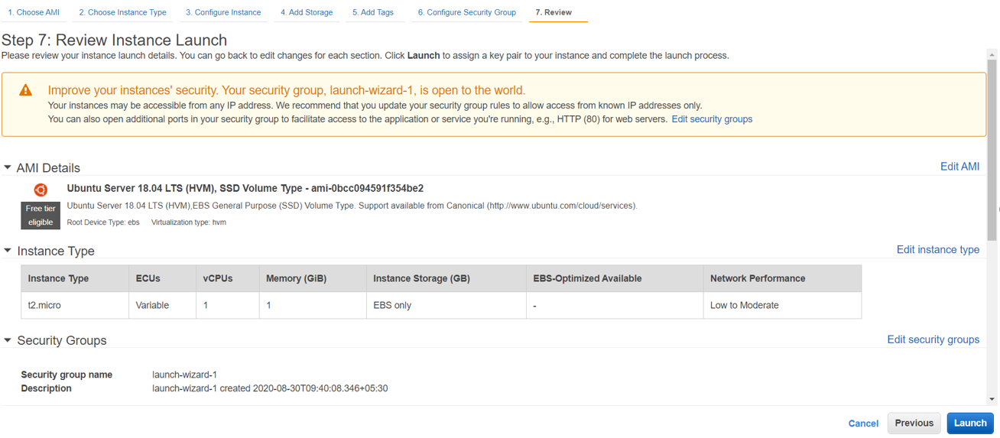 1. Choose AMI 2. Choose Instance Type 3. Configure Instance 4. Add Storage 5. Add Tags 6. Configure Security Group 7. Review
Step 7: Review Instance Launch
Please review your instance launch details. You can go back to edit changes for each section. Click Launch to assign a key pair to your instance and complete the launch process.
Improve your instances' security. Your security group, launch-wizard-1, is open to the world.
Your instances may be accessible from any IP address. We recommend that you update your security group rules to allow access from known IP addresses only.
You can also open additional ports in your security group to facilitate access to the application or service you're running, e.g., HTTP (80) for web servers. Edit security groups
AMI Details Edit AMI
Ubuntu Server 18.04 LTS (HVM), SSD Volume Type - ami-0bcc094591f354be2
Free tier eligible
Ubuntu Server 18.04 LTS (HVM),EBS General Purpose (SSD) Volume Type. Support available from Canonical (http://www.ubuntu.com/cloud/services).
Root Device Type: ebs Virtualization type: hvm
Instance Type Edit instance type
Instance Type ECUs vCPUs Memory (GiB) Instance Storage (GB) EBS-Optimized Available Network Performance
t2.micro Variable 1 1 EBS only - Low to Moderate
Security Groups Edit security groups
Security group name launch-wizard-1
Description launch-wizard-1 created 2020-08-30T09:40:08.346+05:30
Cancel Previous Launch